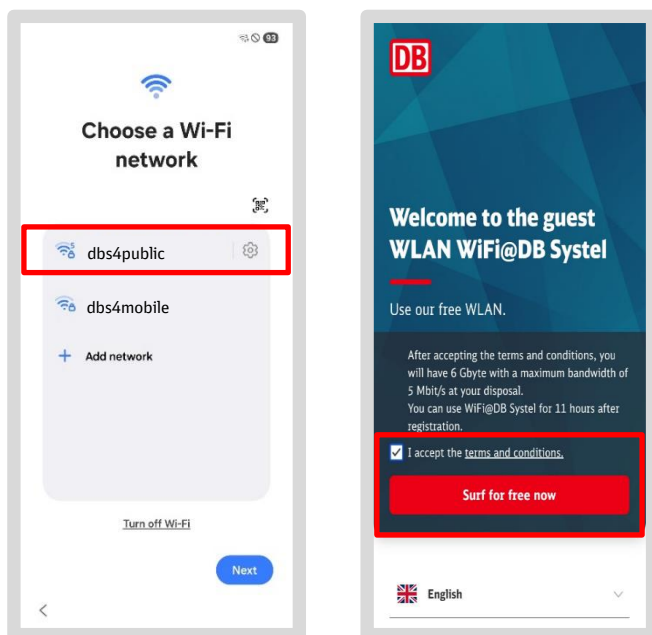 93
Choose a Wi-Fi
network
dbs4public
dbs4mobile
+ Add network
Turn off Wi-Fi
Next
DB
Welcome to the guest
WLAN WiFi@DB Systel
Use our free WLAN.
After accepting the terms and conditions, you
will have 6 Gbyte with a maximum bandwidth of
5 Mbit/s at your disposal.
You can use WiFi@DB Systel for 11 hours after
registration.
I accept the terms and conditions.
Surf for free now
English